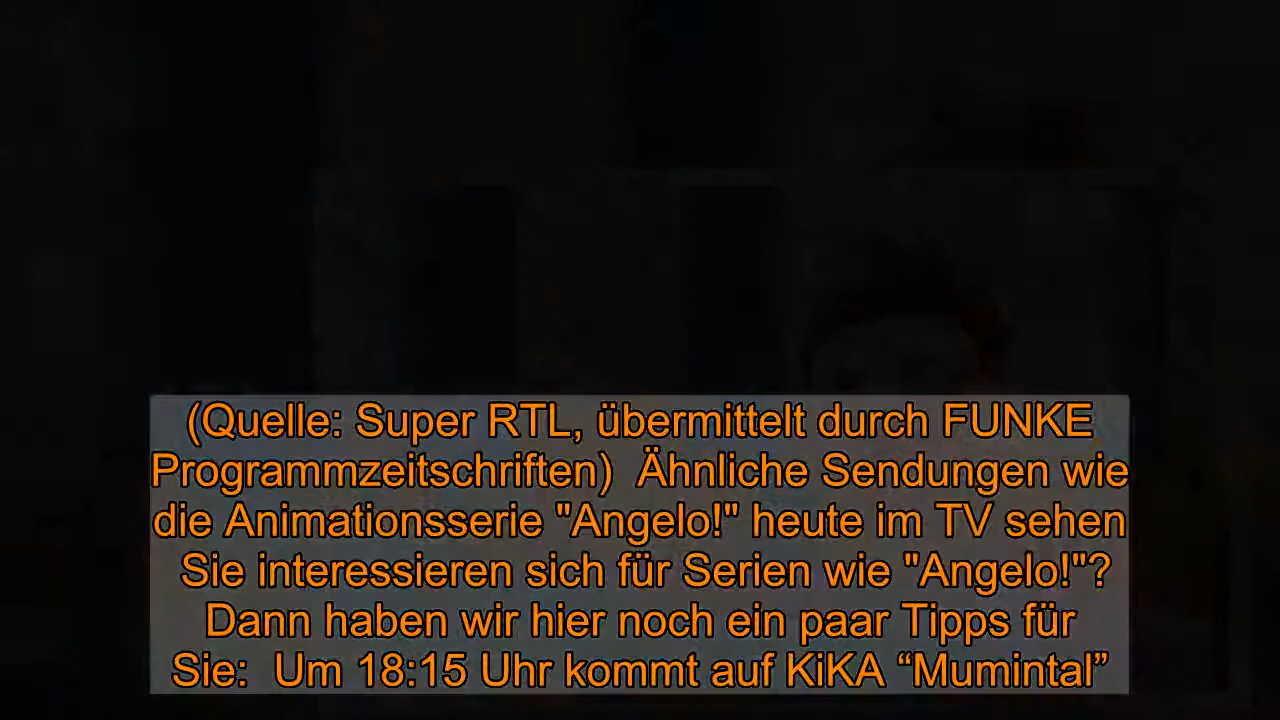 (Quelle: Super RTL, übermittelt durch FUNKE
Programmzeitschriften)  Ähnliche Sendungen wie
die Animationsserie "Angelo!" heute im TV sehen
Sie interessieren sich für Serien wie "Angelo!"?
Dann haben wir hier noch ein paar Tipps für
Sie:  Um 18:15 Uhr kommt auf KiKA “Mumintal”